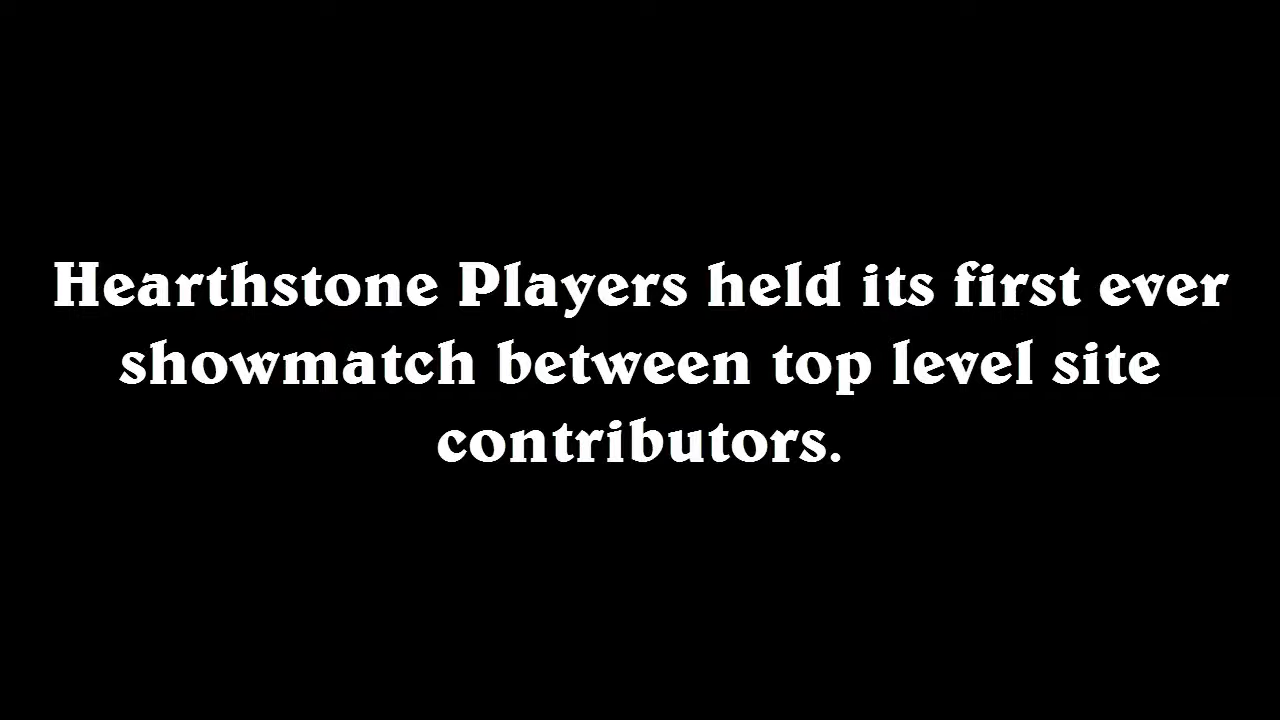 Hearthstone Players held its first ever
showmatch between top level site
contributors.